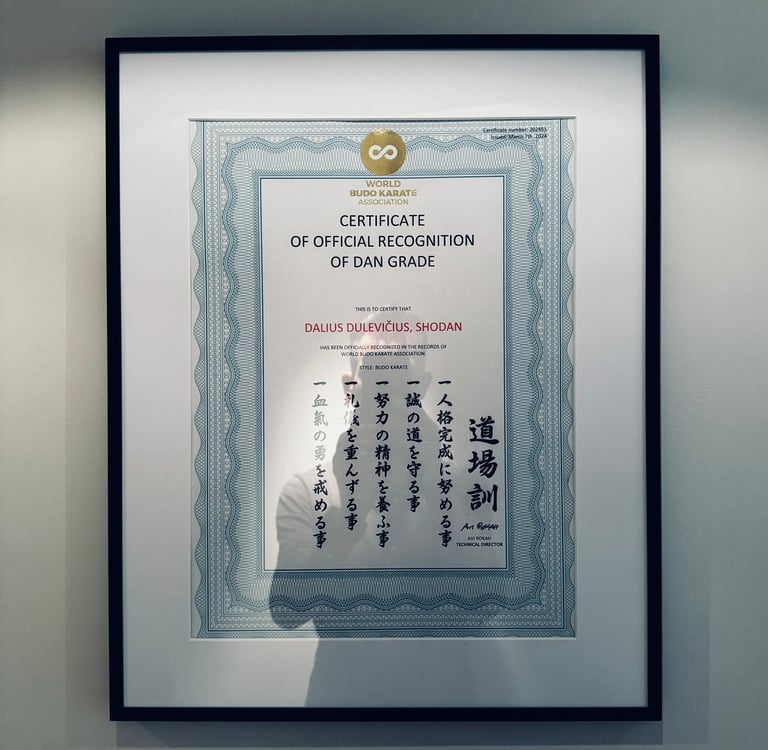 Certificate number: 202461
Issued: March 7th, 2024
WORLD
BUDO KARATE
ASSOCIATION
CERTIFICATE
OF OFFICIAL RECOGNITION
OF DAN GRADE
THIS IS TO CERTIFY THAT
DALIUS DULEVIČIUS, SHODAN
HAS BEEN OFFICIALLY RECOGNIZED IN THE RECORDS OF
WORLD BUDO KARATE ASSOCIATION.
STYLE: BUDO KARATE
道場訓
一人格完成に努める事
一誠の道を守る事
一努力の精神を養ふ事
一礼儀を重んずる事
一血氣の勇を戒める事
Avi Rokah
AVI ROKAH
TECHNICAL DIRECTOR